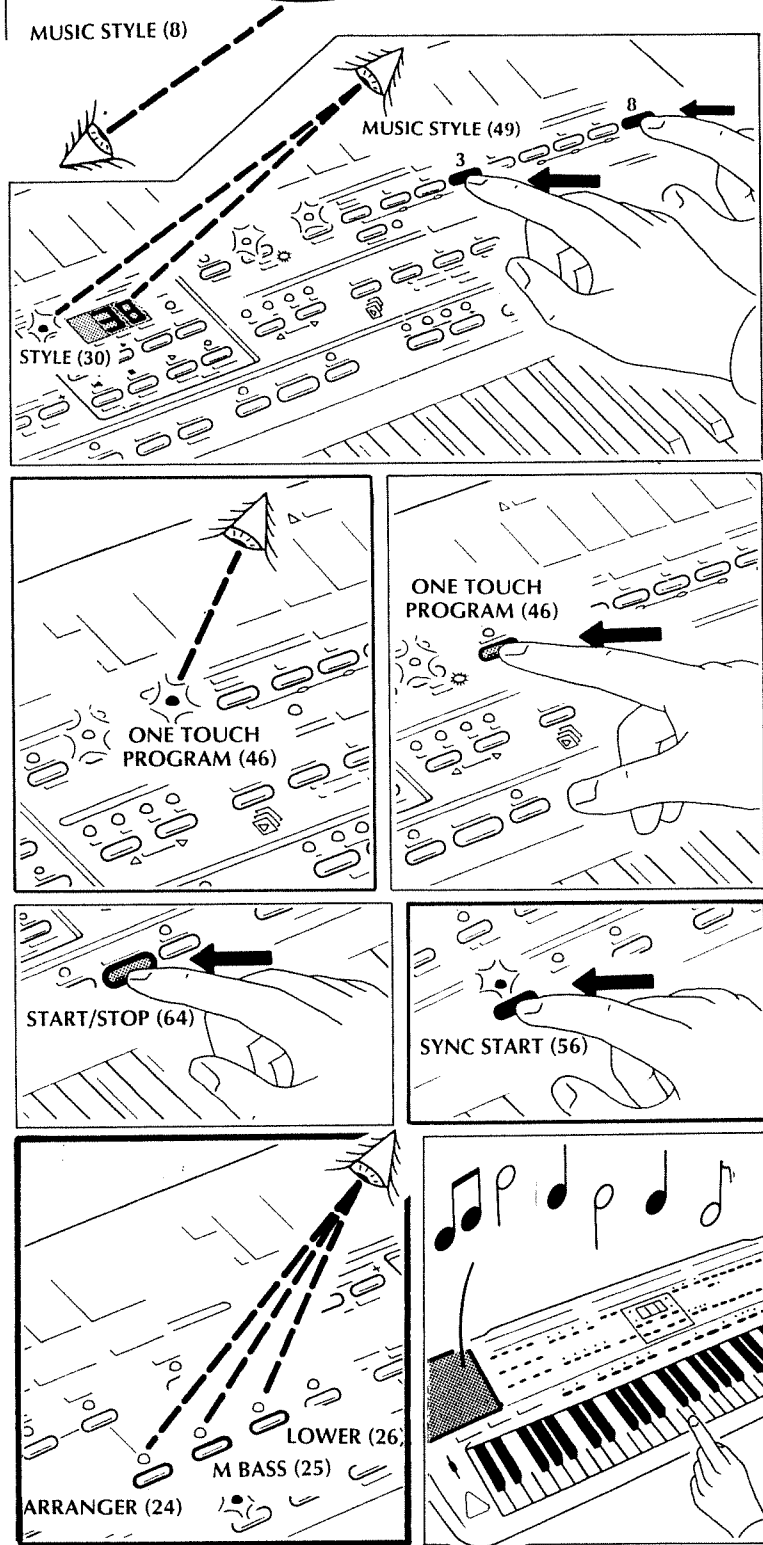 MUSIC STYLE (8)
MUSIC STYLE (49)
8
3
38
STYLE (30)
ONE TOUCH
PROGRAM (46)
ONE TOUCH
PROGRAM (46)
START/STOP (64)
SYNC START (56)
LOWER (26)
M BASS (25)
ARRANGER (24)